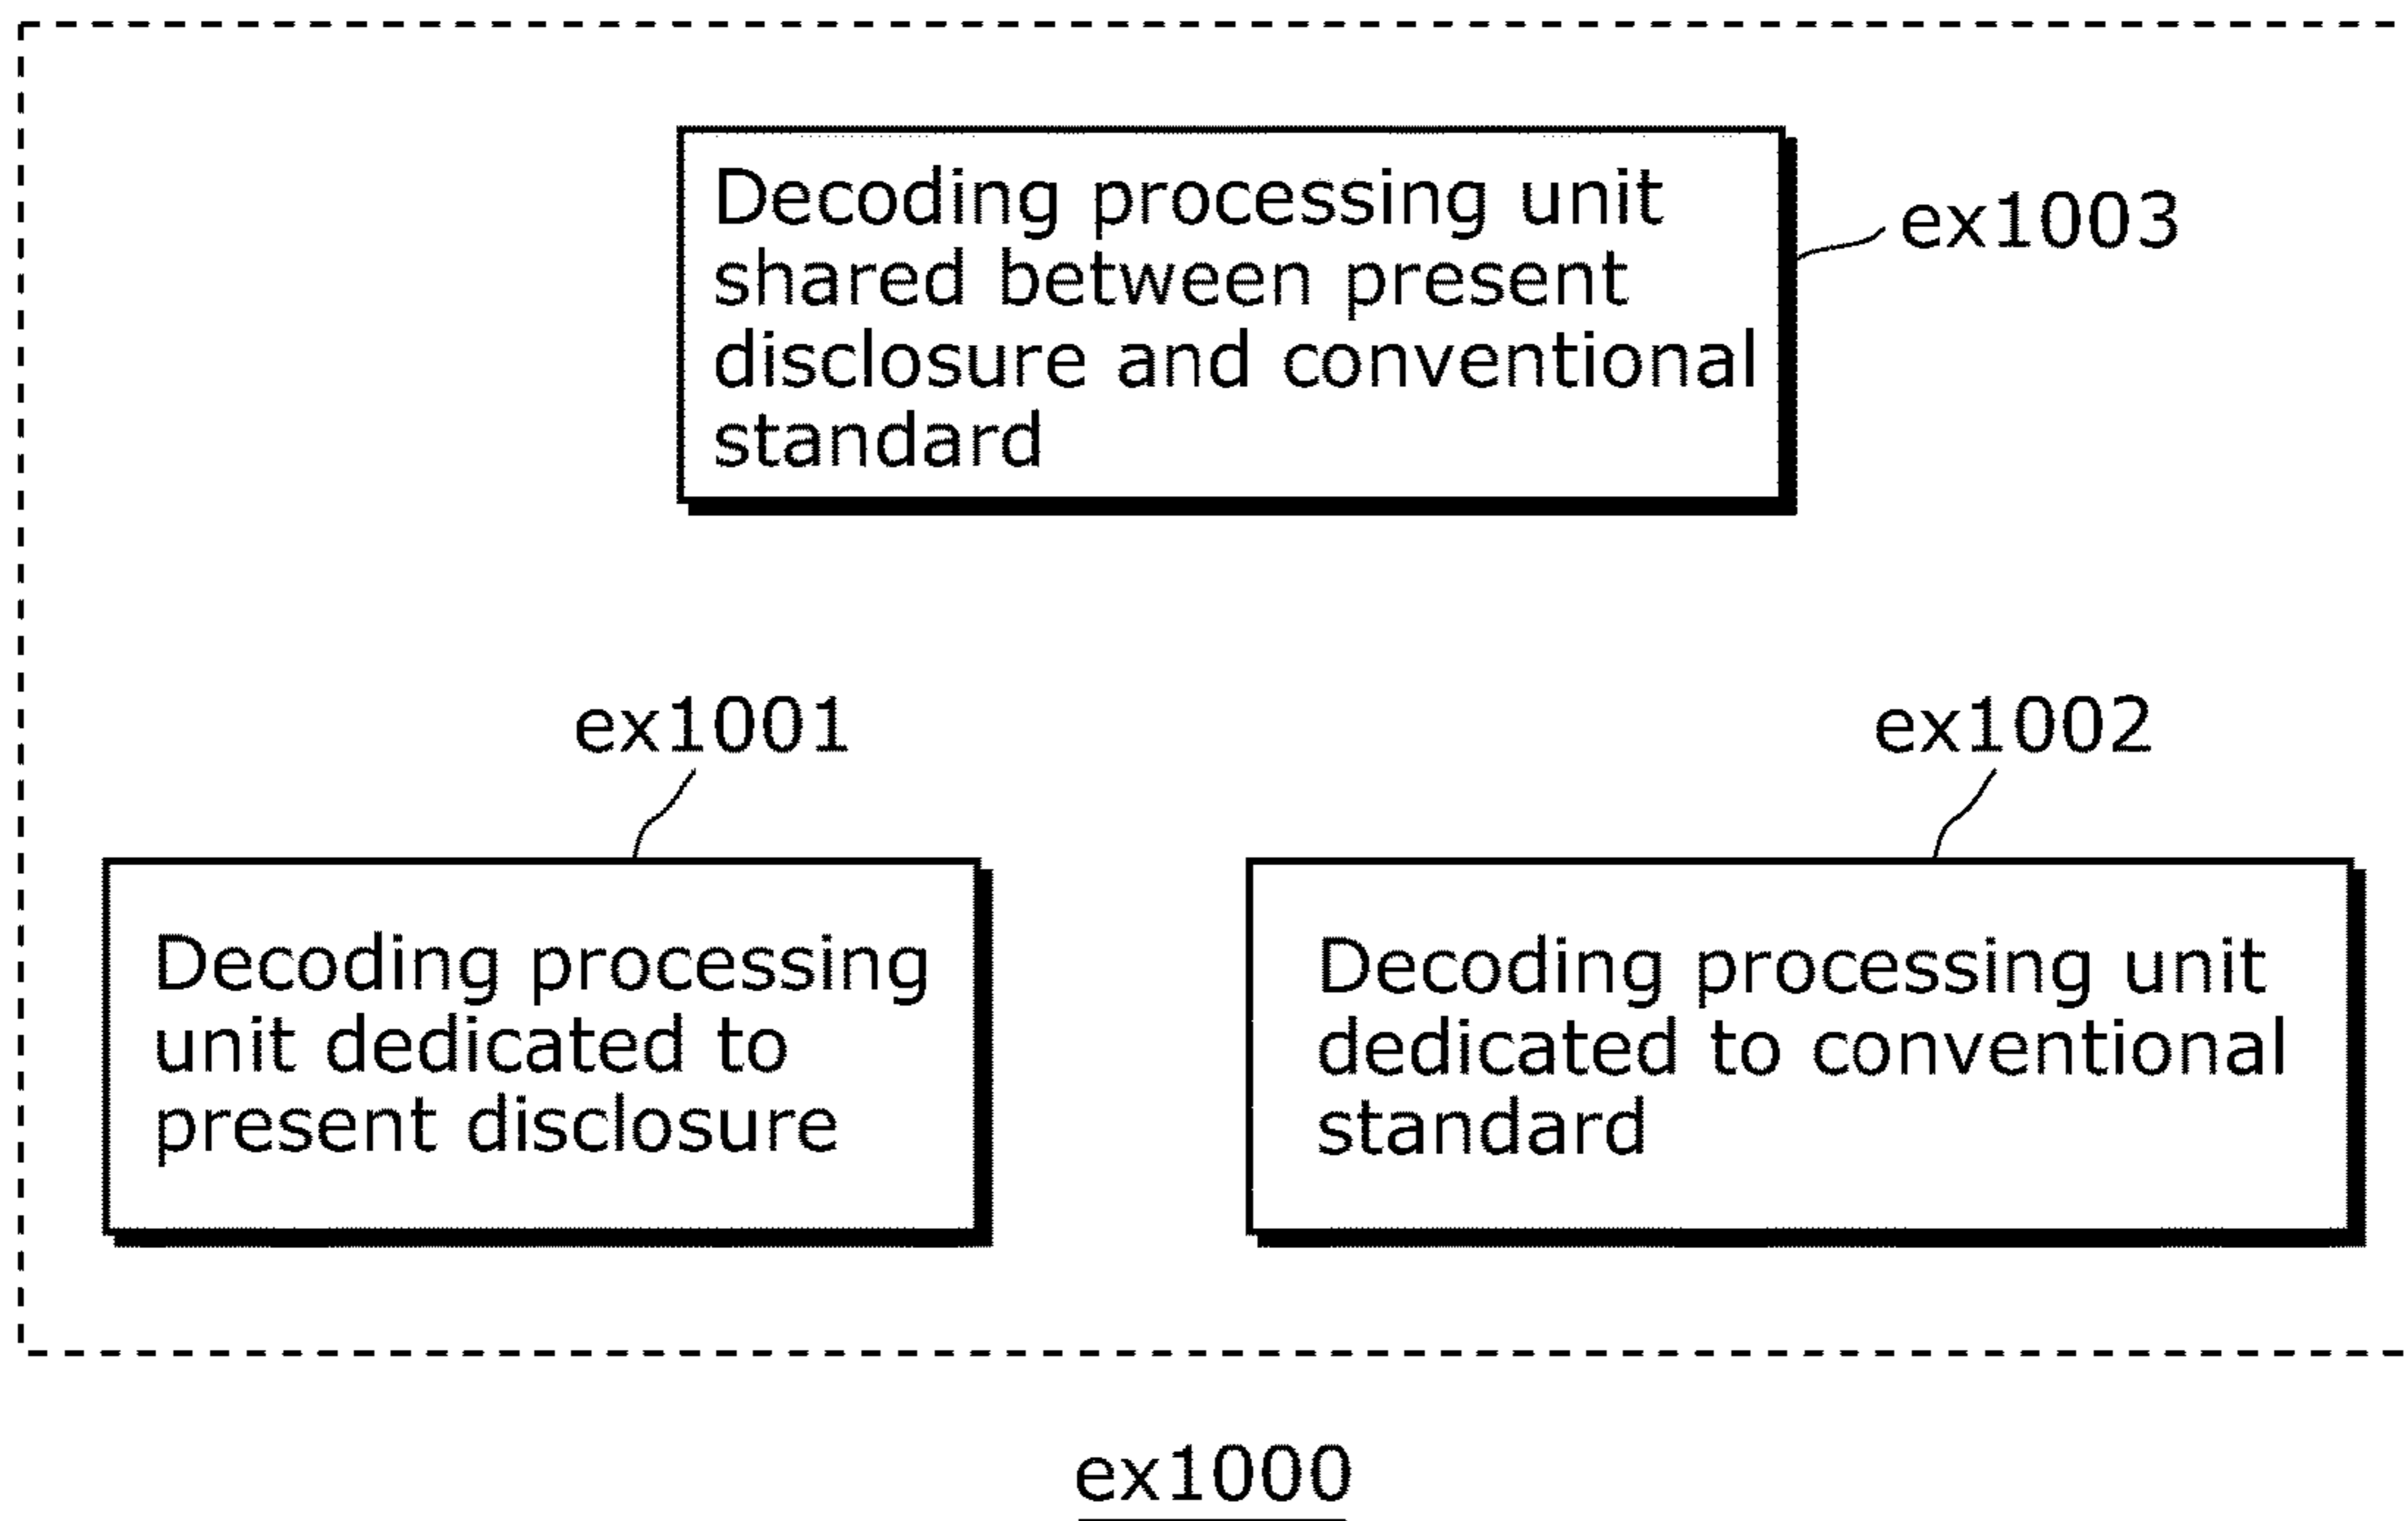 Decoding processing unit
shared between present
disclosure and conventional
standard
ex1003
ex1001
ex1002
Decoding processing
unit dedicated to
present disclosure
Decoding processing unit
dedicated to conventional
standard
ex1000